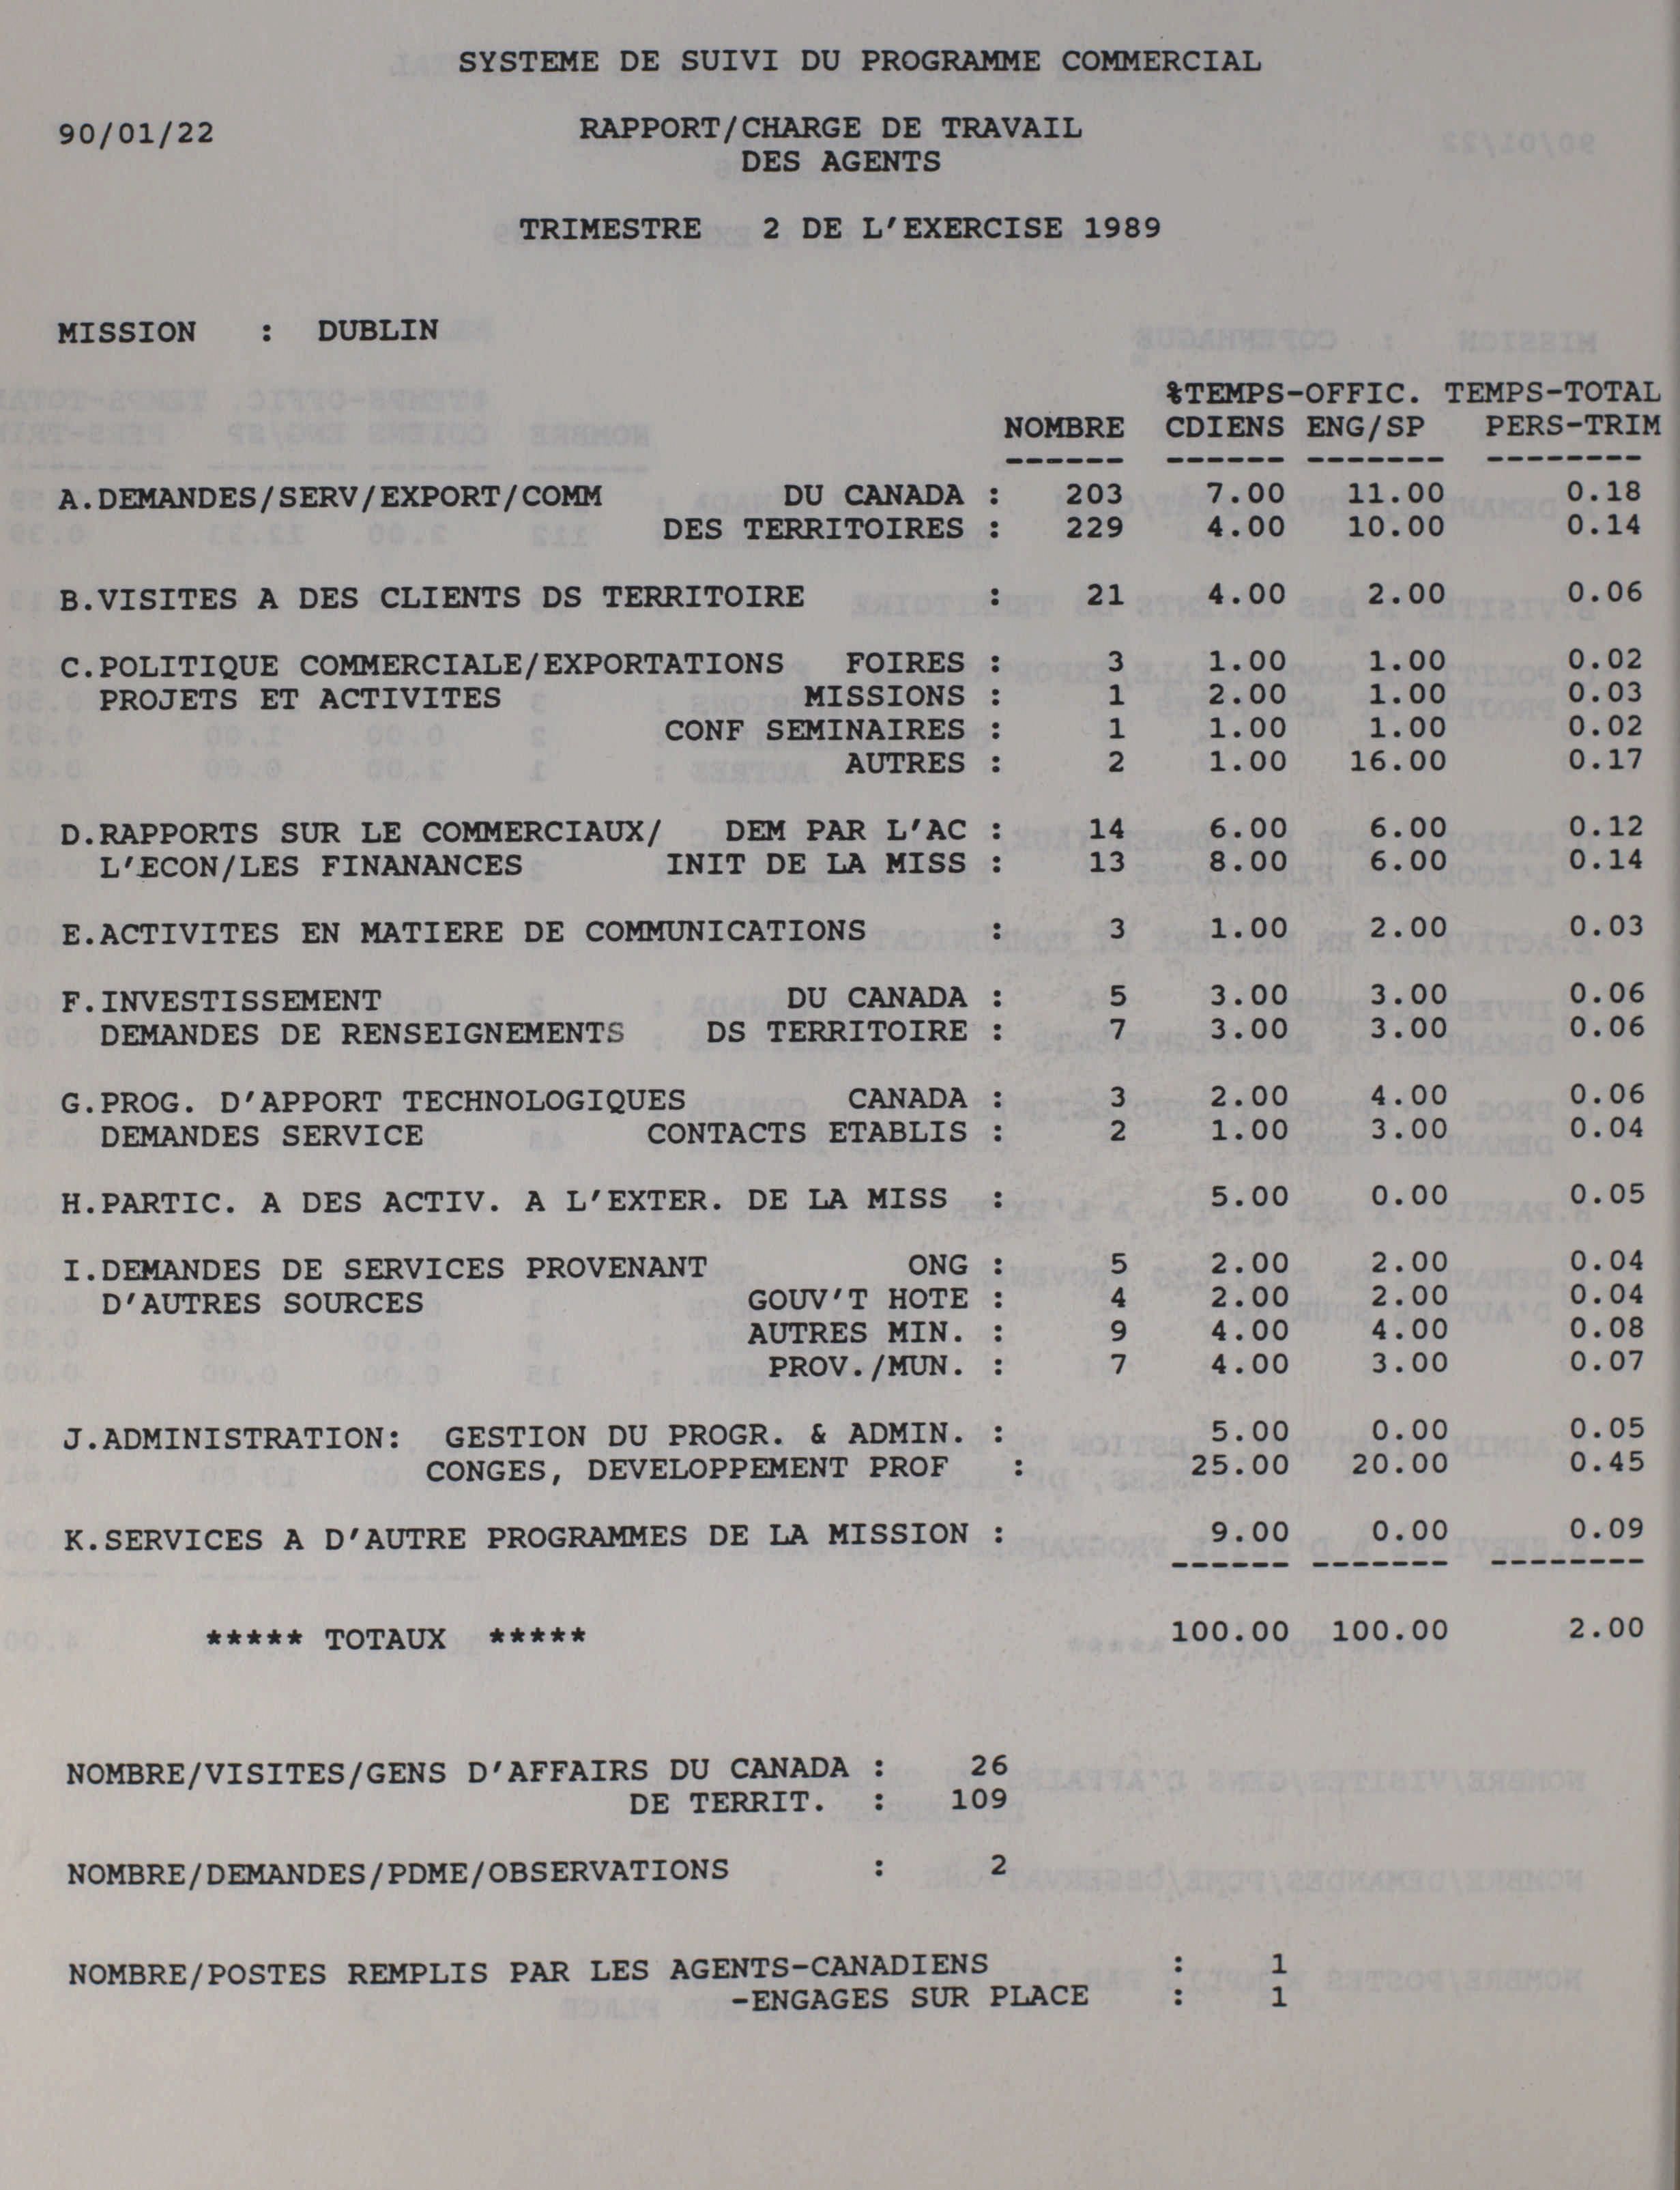 SYSTEME DE SUIVI DU PROGRAMME COMMERCIAL
90/01/22 RAPPORT/CHARGE DE TRAVAIL
DES AGENTS
TRIMESTRE 2 DE L'EXERCISE 1989
MISSION : DUBLIN
%TEMPS-OFFIC. TEMPS-TOTAL
NOMBRE CDIENS ENG/SP PERS-TRIM
------ ------ ------- --------
A.DEMANDES/SERV/EXPORT/COMM DU CANADA : 203 7.00 11.00 0.18
DES TERRITOIRES : 229 4.00 10.00 0.14
B.VISITES A DES CLIENTS DS TERRITOIRE : 21 4.00 2.00 0.06
C.POLITIQUE COMMERCIALE/EXPORTATIONS FOIRES : 3 1.00 1.00 0.02
PROJETS ET ACTIVITES MISSIONS : 1 2.00 1.00 0.03
CONF SEMINAIRES : 1 1.00 1.00 0.02
AUTRES : 2 1.00 16.00 0.17
D.RAPPORTS SUR LE COMMERCIAUX/ DEM PAR L'AC : 14 6.00 6.00 0.12
L'ECON/LES FINANANCES INIT DE LA MISS : 13 8.00 6.00 0.14
E.ACTIVITES EN MATIERE DE COMMUNICATIONS : 3 1.00 2.00 0.03
F.INVESTISSEMENT DU CANADA : 5 3.00 3.00 0.06
DEMANDES DE RENSEIGNEMENTS DS TERRITOIRE : 7 3.00 3.00 0.06
G.PROG. D'APPORT TECHNOLOGIQUES CANADA : 3 2.00 4.00 0.06
DEMANDES SERVICE CONTACTS ETABLIS : 2 1.00 3.00 0.04
H.PARTIC. A DES ACTIV. A L'EXTER. DE LA MISS : 5.00 0.00 0.05
I.DEMANDES DE SERVICES PROVENANT ONG : 5 2.00 2.00 0.04
D'AUTRES SOURCES GOUV'T HOTE : 4 2.00 2.00 0.04
AUTRES MIN. : 9 4.00 4.00 0.08
PROV./MUN. : 7 4.00 3.00 0.07
J.ADMINISTRATION: GESTION DU PROGR. & ADMIN. : 5.00 0.00 0.05
CONGES, DEVELOPPEMENT PROF : 25.00 20.00 0.45
K.SERVICES A D'AUTRE PROGRAMMES DE LA MISSION : 9.00 0.00 0.09
------ ------- --------
***** TOTAUX ***** 100.00 100.00 2.00
NOMBRE/VISITES/GENS D'AFFAIRS DU CANADA : 26
DE TERRIT. : 109
NOMBRE/DEMANDES/PDME/OBSERVATIONS : 2
NOMBRE/POSTES REMPLIS PAR LES AGENTS-CANADIENS : 1
-ENGAGES SUR PLACE : 1